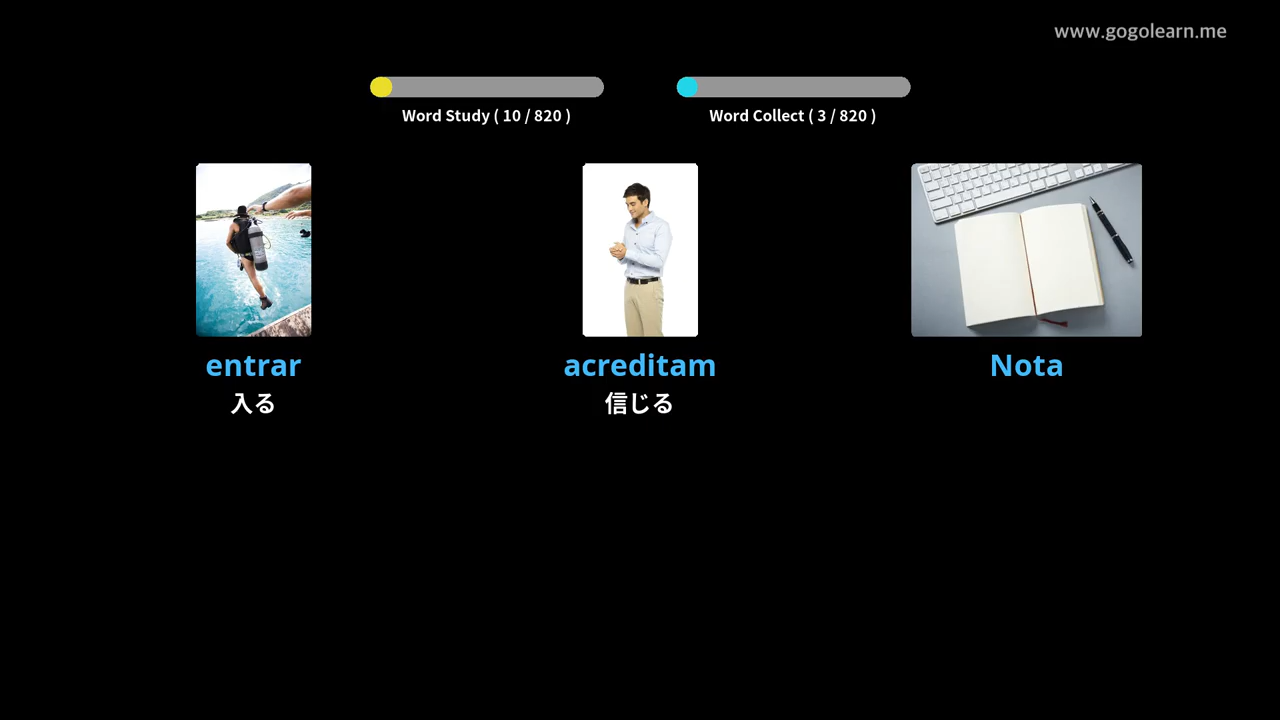 www.gogolearn.me
Word Study ( 10 / 820 )
Word Collect ( 3 / 820 )
entrar
入る
acreditam
信じる
Nota